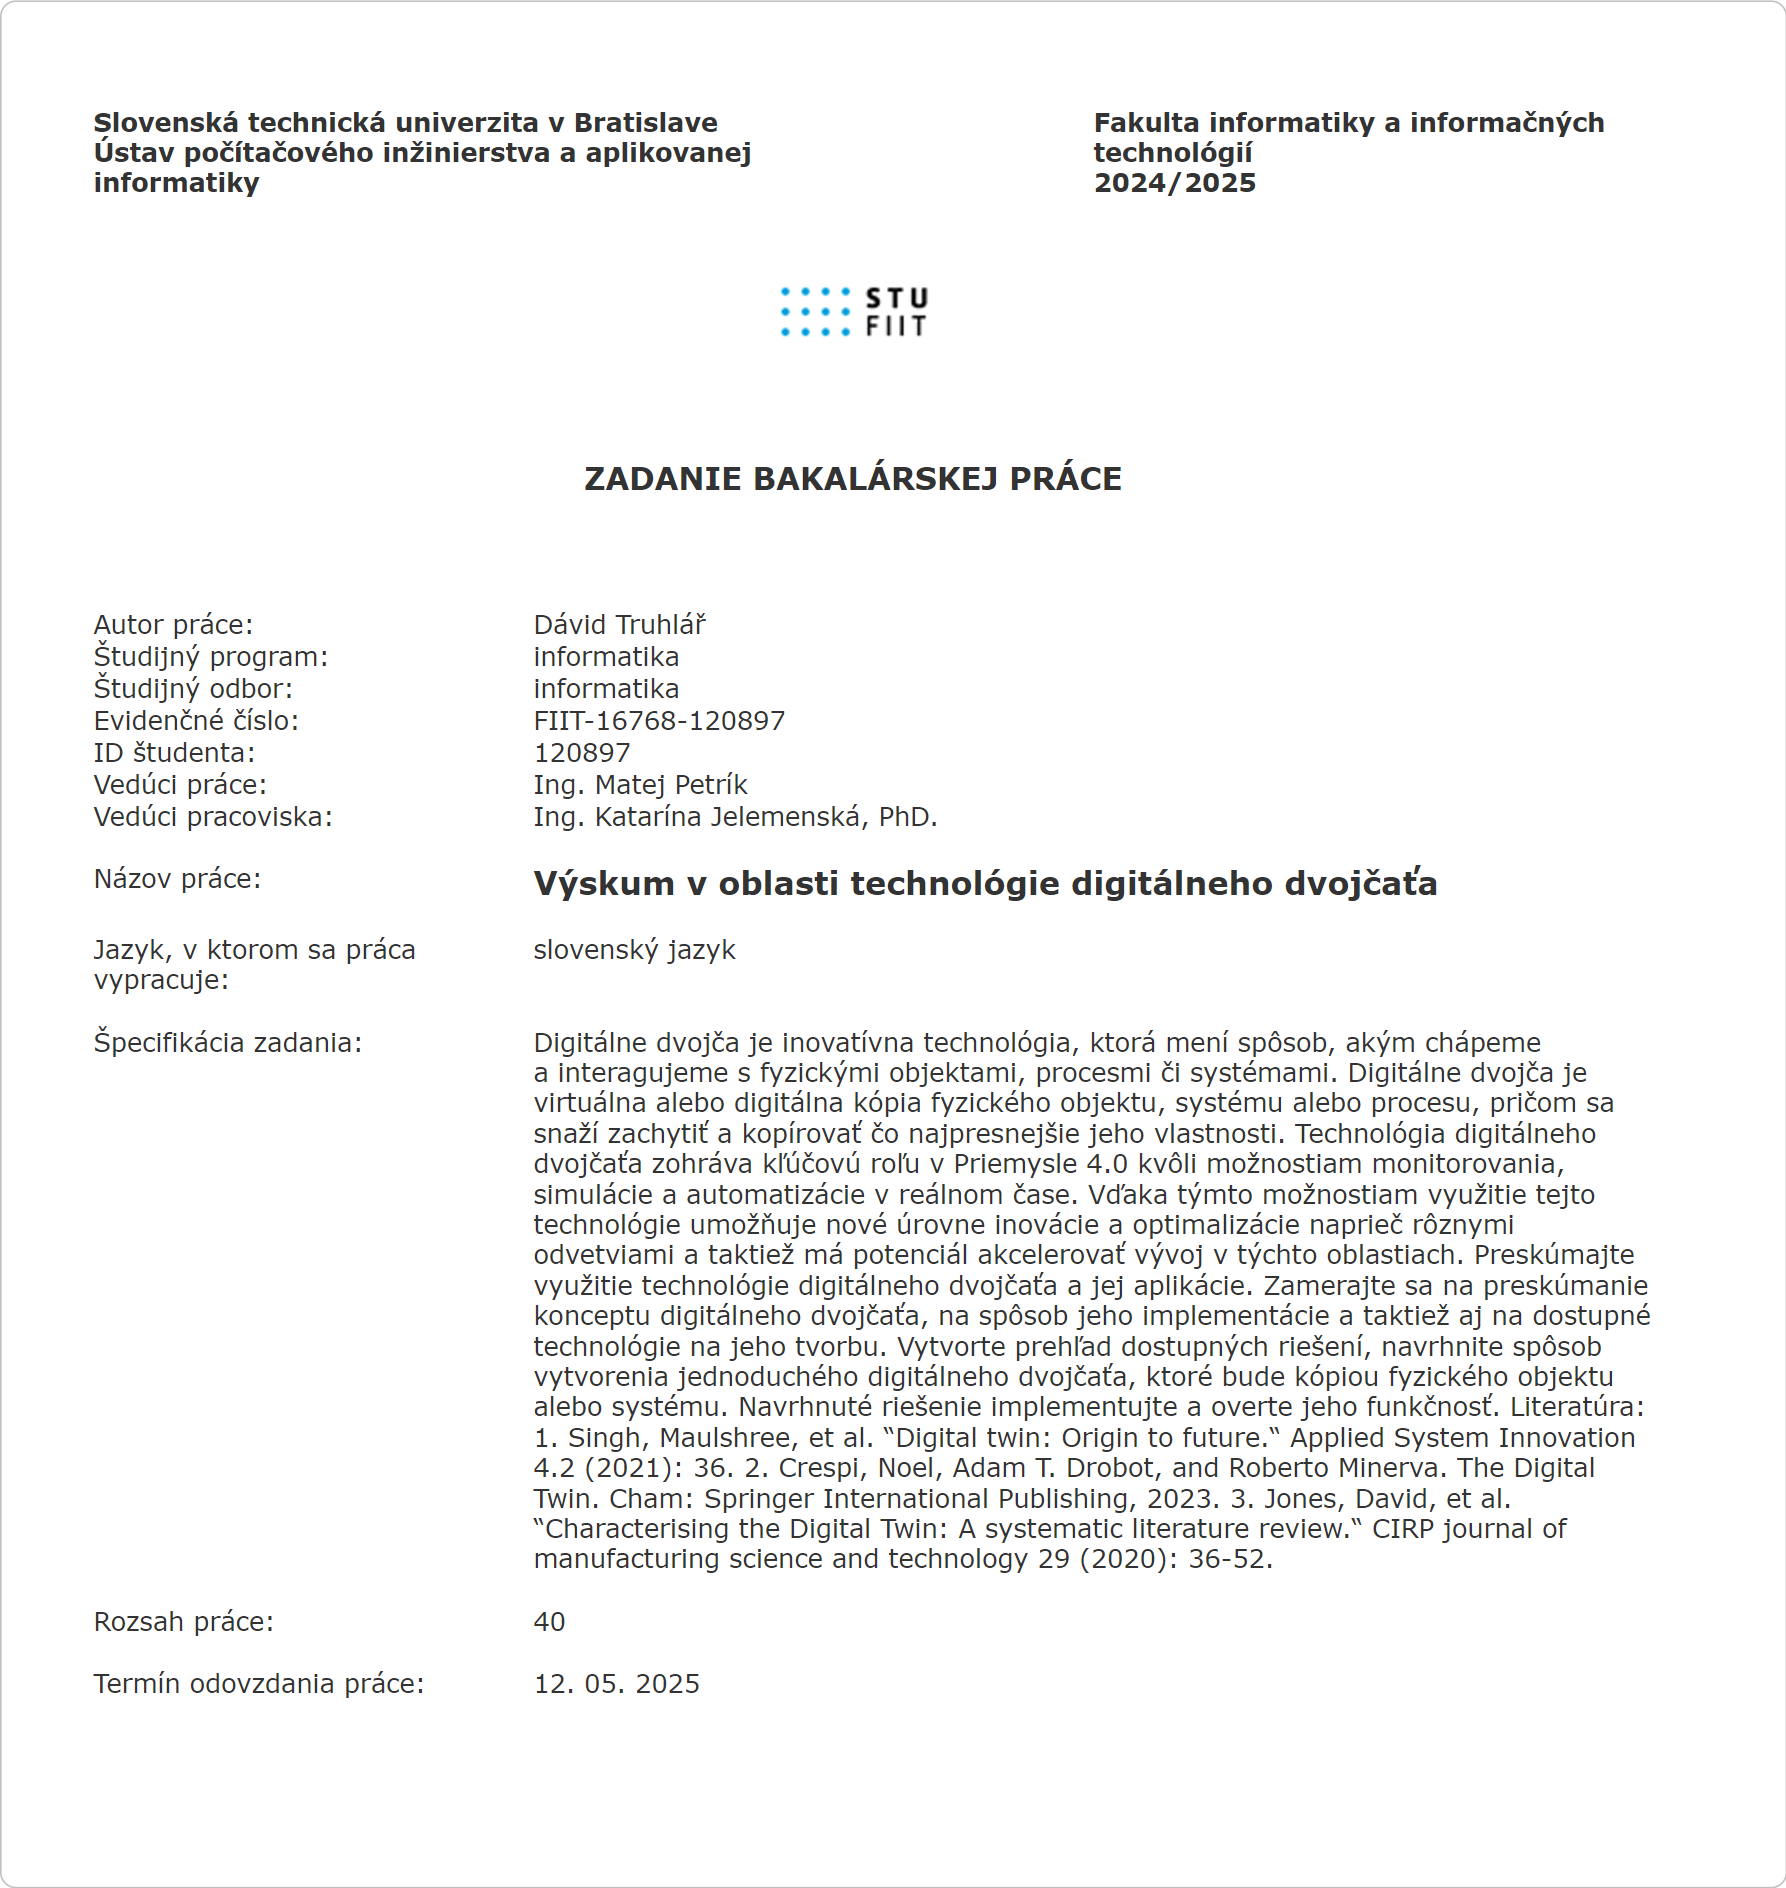 Slovenská technická univerzita v Bratislave
Ústav počítačového inžinierstva a aplikovanej
informatiky
Fakulta informatiky a informačných
technológií
2024/2025
STU
FIIT
ZADANIE BAKALÁRSKEJ PRÁCE
Autor práce: Dávid Truhlář
Študijný program: informatika
Študijný odbor: informatika
Evidenčné číslo: FIIT-16768-120897
ID študenta: 120897
Vedúci práce: Ing. Matej Petrík
Vedúci pracoviska: Ing. Katarína Jelemenská, PhD.
Názov práce: Výskum v oblasti technológie digitálneho dvojčaťa
Jazyk, v ktorom sa práca
vypracuje:
slovenský jazyk
Špecifikácia zadania:
Digitálne dvojča je inovatívna technológia, ktorá mení spôsob, akým chápeme
a interagujeme s fyzickými objektami, procesmi či systémami. Digitálne dvojča je
virtuálna alebo digitálna kópia fyzického objektu, systému alebo procesu, pričom sa
snaží zachytiť a kopírovať čo najpresnejšie jeho vlastnosti. Technológia digitálneho
dvojčaťa zohráva kľúčovú roľu v Priemysle 4.0 kvôli možnostiam monitorovania,
simulácie a automatizácie v reálnom čase. Vďaka týmto možnostiam využitie tejto
technológie umožňuje nové úrovne inovácie a optimalizácie naprieč rôznymi
odvetviami a taktiež má potenciál akcelerovať vývoj v týchto oblastiach. Preskúmajte
využitie technológie digitálneho dvojčaťa a jej aplikácie. Zamerajte sa na preskúmanie
konceptu digitálneho dvojčaťa, na spôsob jeho implementácie a taktiež aj na dostupné
technológie na jeho tvorbu. Vytvorte prehľad dostupných riešení, navrhnite spôsob
vytvorenia jednoduchého digitálneho dvojčaťa, ktoré bude kópiou fyzického objektu
alebo systému. Navrhnuté riešenie implementujte a overte jeho funkčnosť. Literatúra:
1. Singh, Maulshree, et al. “Digital twin: Origin to future.“ Applied System Innovation
4.2 (2021): 36. 2. Crespi, Noel, Adam T. Drobot, and Roberto Minerva. The Digital
Twin. Cham: Springer International Publishing, 2023. 3. Jones, David, et al.
“Characterising the Digital Twin: A systematic literature review.“ CIRP journal of
manufacturing science and technology 29 (2020): 36-52.
Rozsah práce: 40
Termín odovzdania práce: 12. 05. 2025